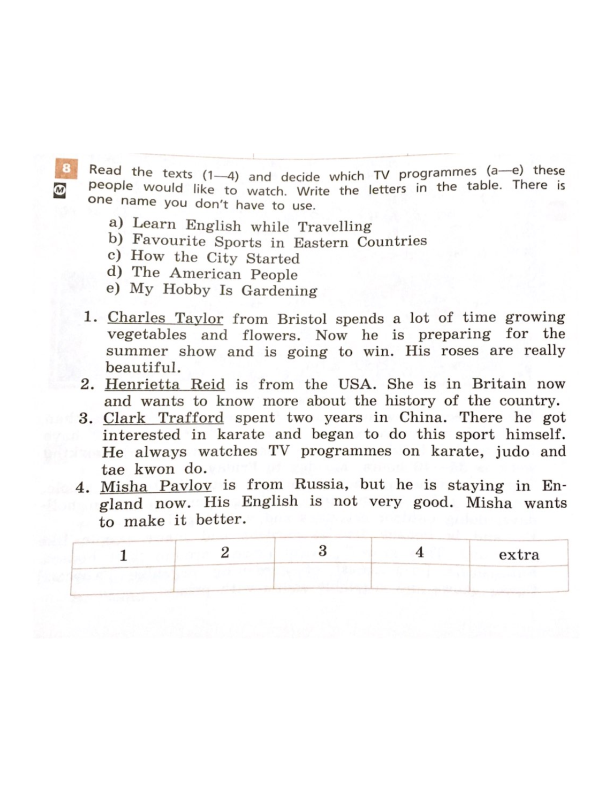 8 Read the texts (1—4) and decide which TV programmes (a—e) these
M people would like to watch. Write the letters in the table. There is
one name you don't have to use.
a) Learn English while Travelling
b) Favourite Sports in Eastern Countries
c) How the City Started
d) The American People
e) My Hobby Is Gardening
1. Charles Taylor from Bristol spends a lot of time growing
vegetables and flowers. Now he is preparing for the
summer show and is going to win. His roses are really
beautiful.
2. Henrietta Reid is from the USA. She is in Britain now
and wants to know more about the history of the country.
3. Clark Trafford spent two years in China. There he got
interested in karate and began to do this sport himself.
He always watches TV programmes on karate, judo and
tae kwon do.
4. Misha Pavlov is from Russia, but he is staying in En-
gland now. His English is not very good. Misha wants
to make it better.
1 2 3 4 extra